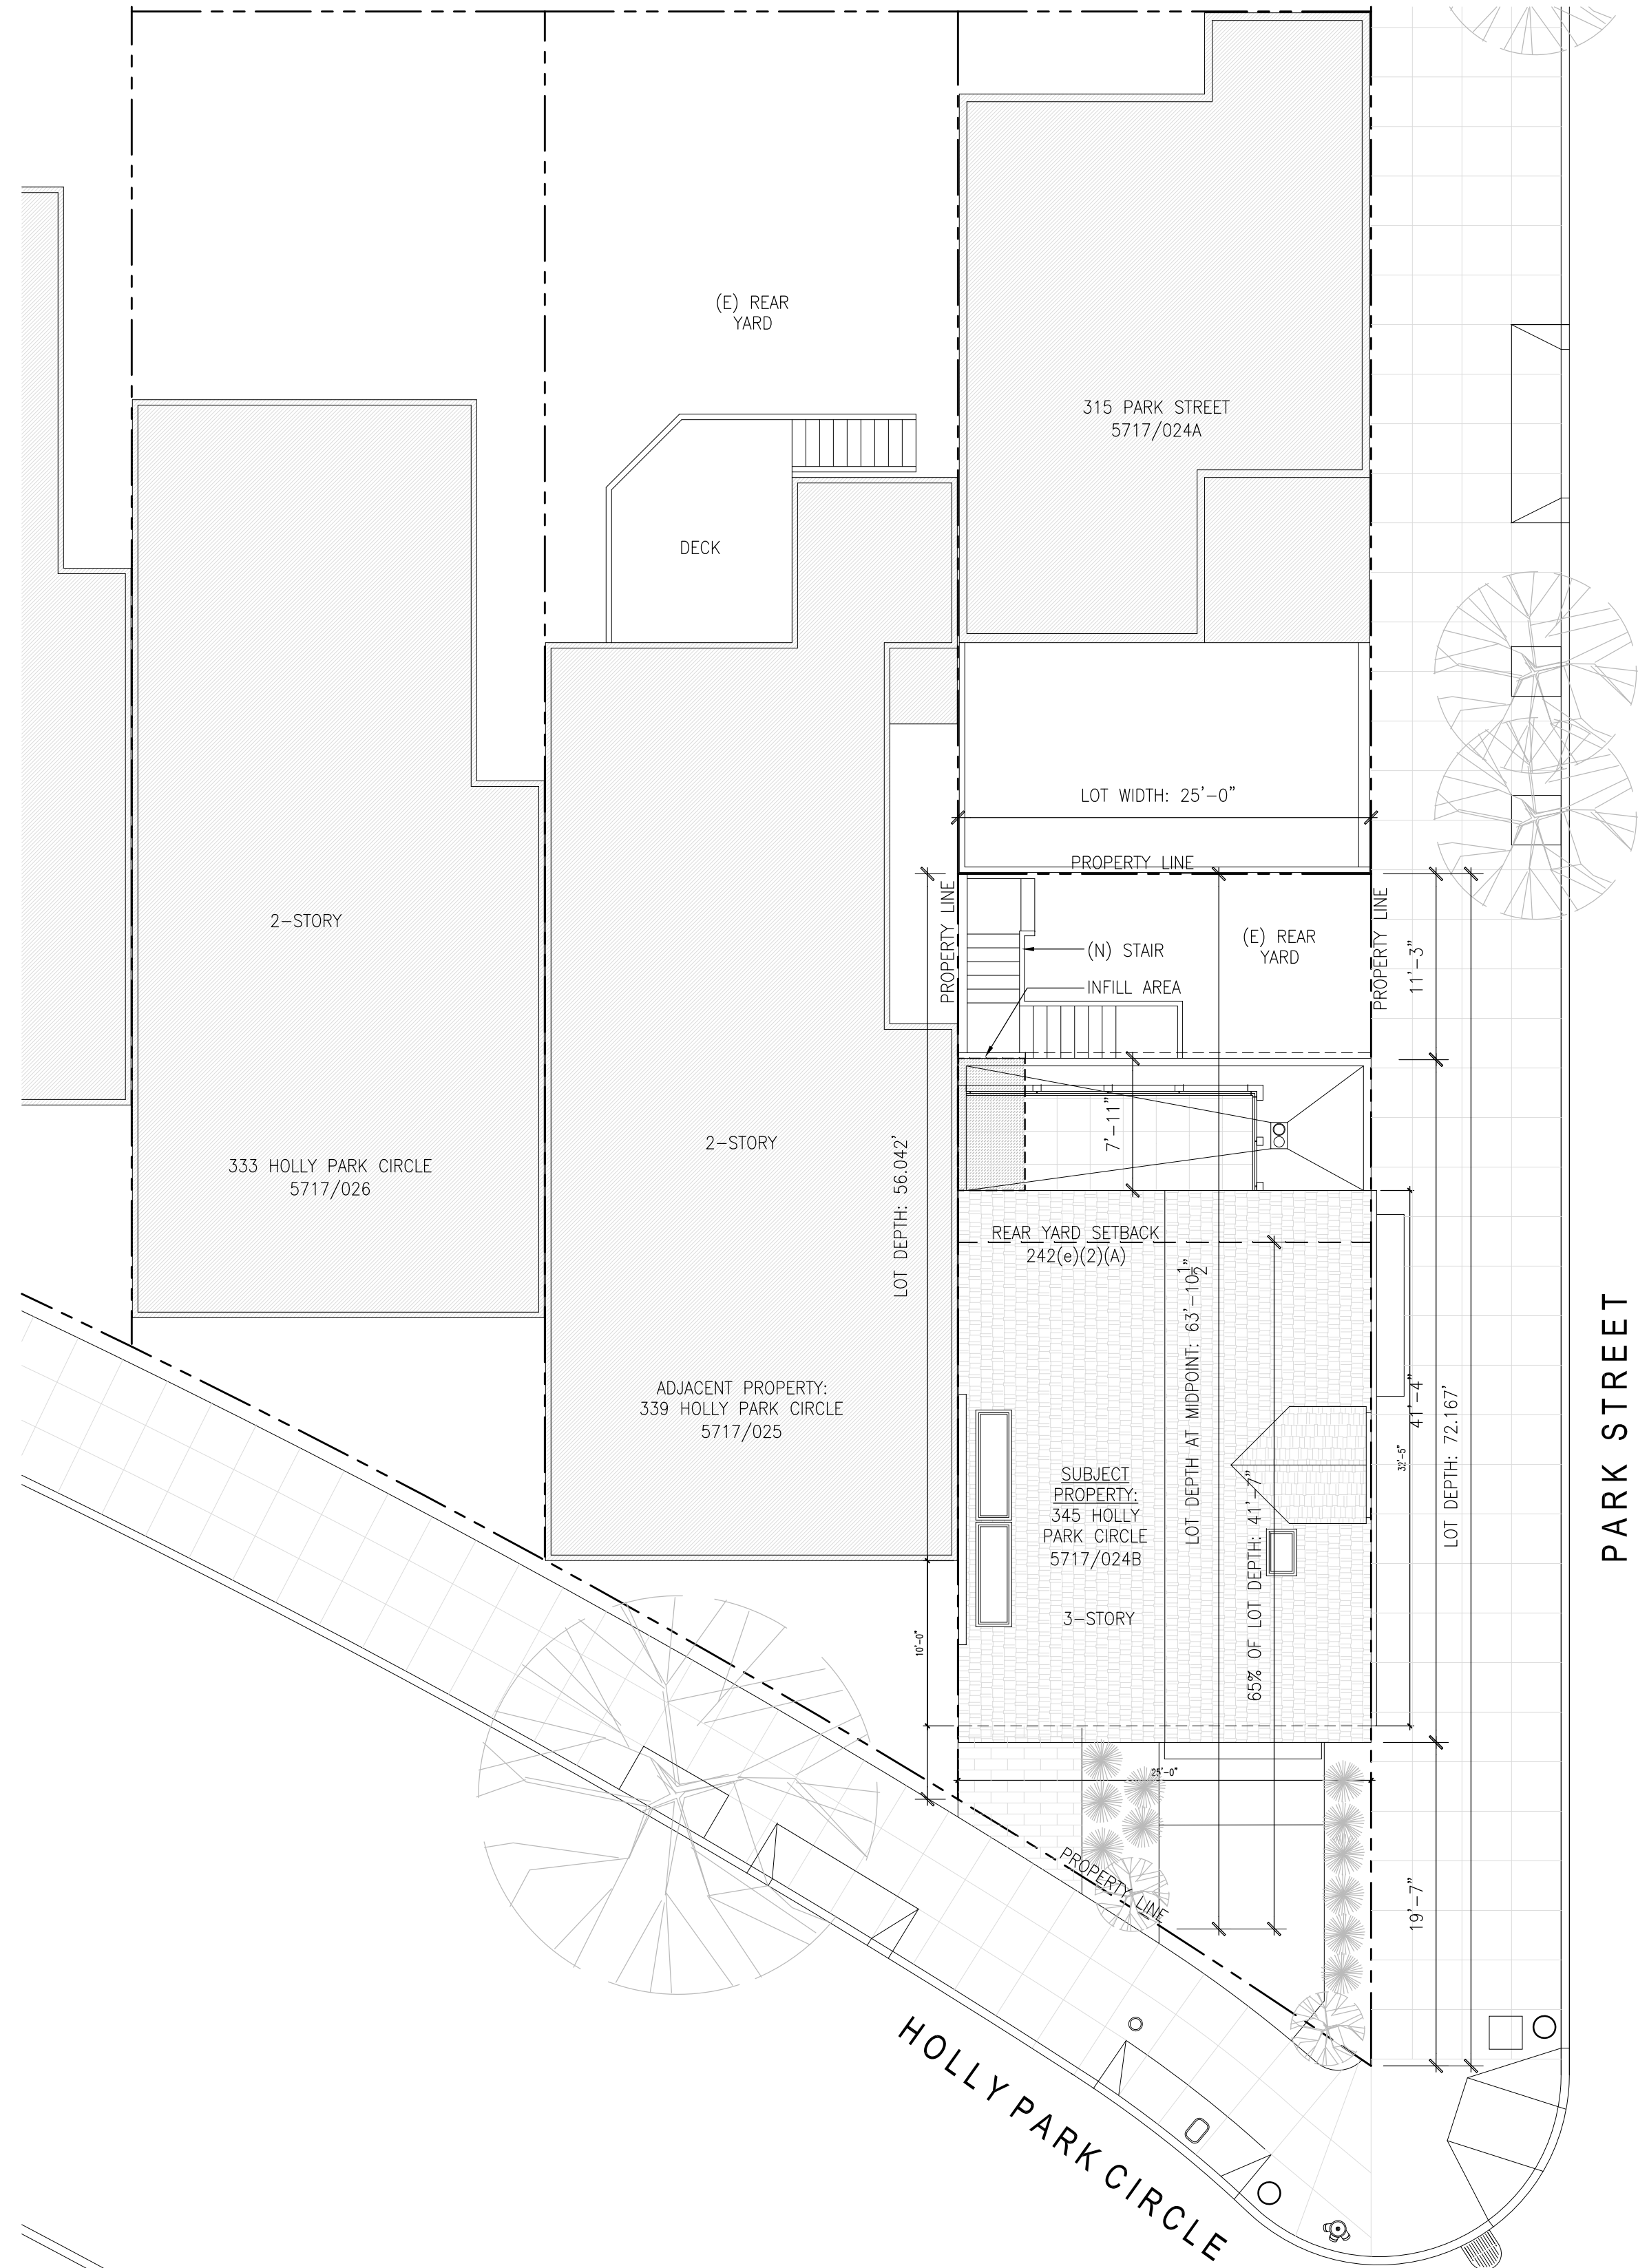 (E) REAR
YARD
315 PARK STREET
5717/024A
DECK
LOT WIDTH: 25'-0"
PROPERTY LINE
PROPERTY LINE
PROPERTY LINE
2-STORY
(N) STAIR
(E) REAR
YARD
11'-3"
INFILL AREA
7'-11"
2-STORY
333 HOLLY PARK CIRCLE
5717/026
LOT DEPTH: 56.042'
REAR YARD SETBACK
242(e)(2)(A)
LOT DEPTH AT MIDPOINT: 63'-10 1/2"
ADJACENT PROPERTY:
339 HOLLY PARK CIRCLE
5717/025
41'-4"
32'-5"
LOT DEPTH: 72.167'
PARK STREET
SUBJECT
PROPERTY:
345 HOLLY
PARK CIRCLE
5717/024B
65% OF LOT DEPTH: 41'-7"
3-STORY
10'-0"
25'-0"
PROPERTY LINE
19'-7"
HOLLY PARK CIRCLE